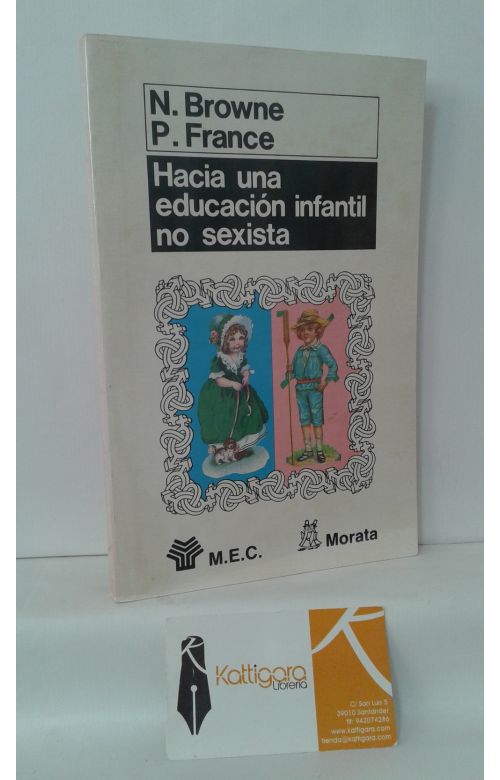 N. Browne
P. France
Hacia una
educación infantil
no sexista
M.E.C.
Morata
Kattigara
Librería
C/ San Luis 5
39010 Santander
tlf: 942074286
www.kattigara.com
tienda@kattigara.com